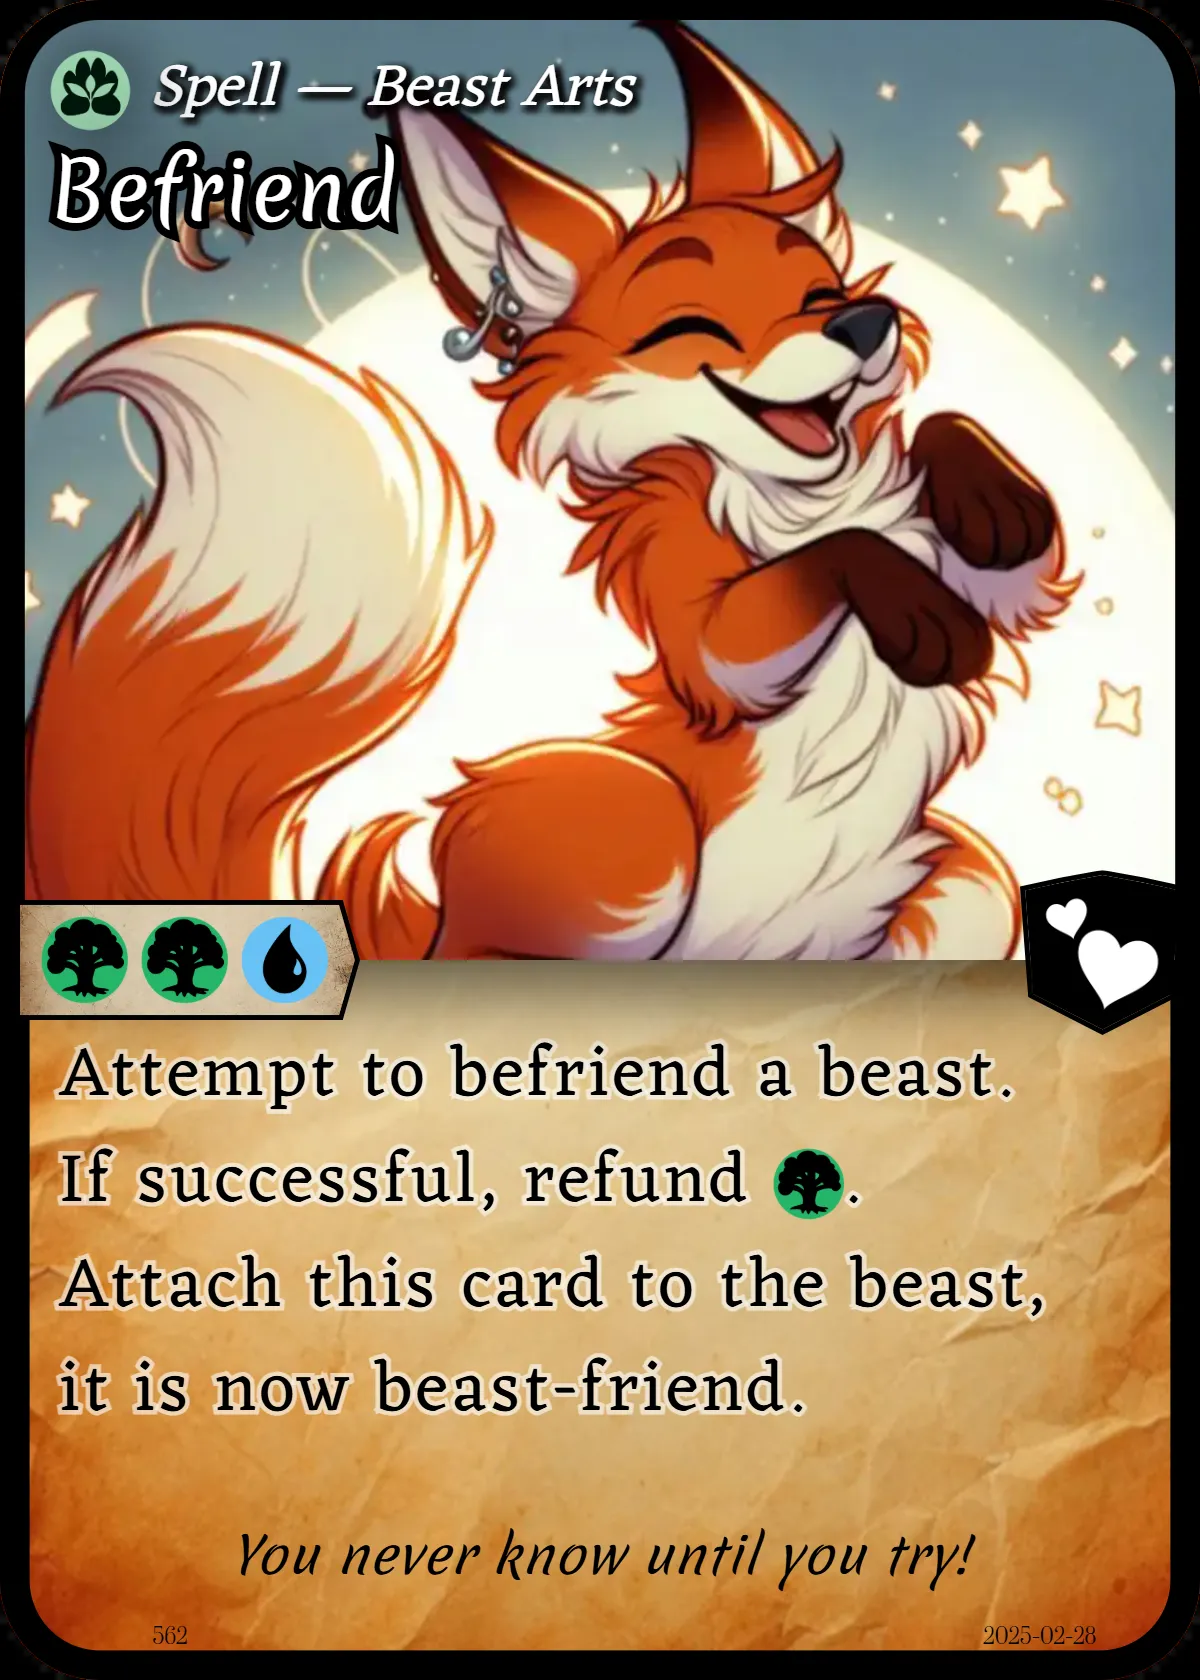 Spell — Beast Arts
Befriend
Attempt to befriend a beast.
If successful, refund .
Attach this card to the beast,
it is now beast-friend.
You never know until you try!
562
2025-02-28